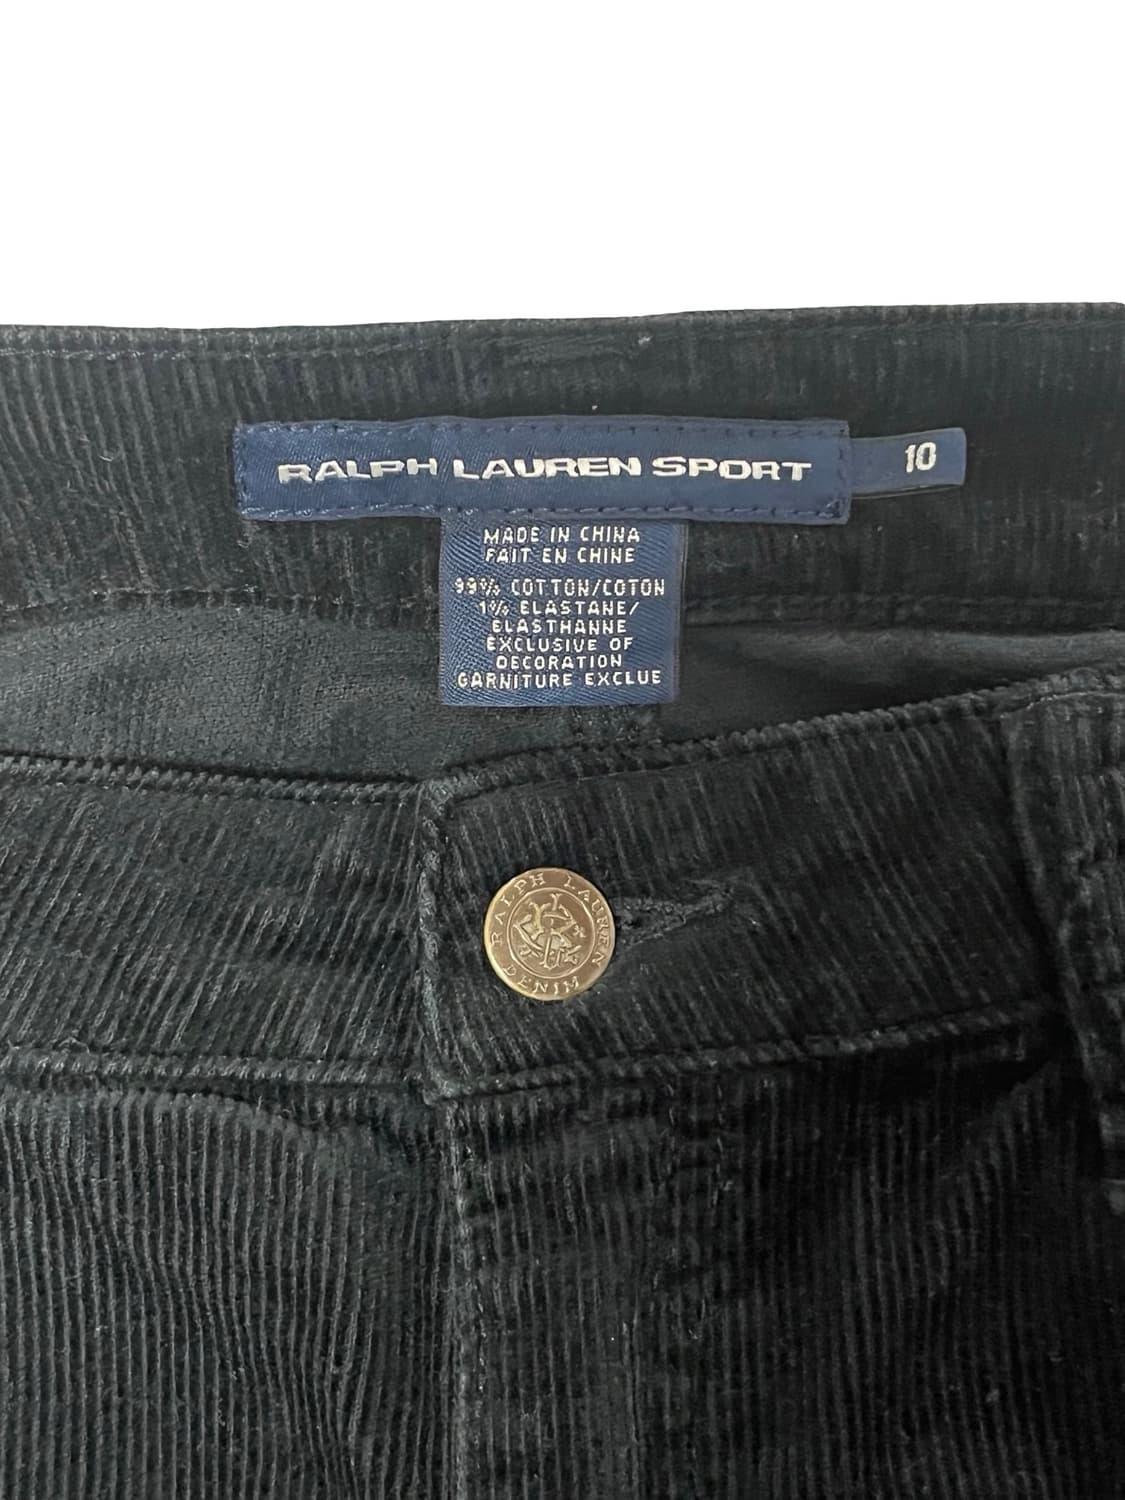 RALPH LAUREN SPORT
10
MADE IN CHINA
FAIT EN CHINE
99% COTTON/COTON
1% ELASTANE/
ELASTHANNE
EXCLUSIVE OF
DECORATION
GARNITURE EXCLUE
RALPH LAUREN
DENIM